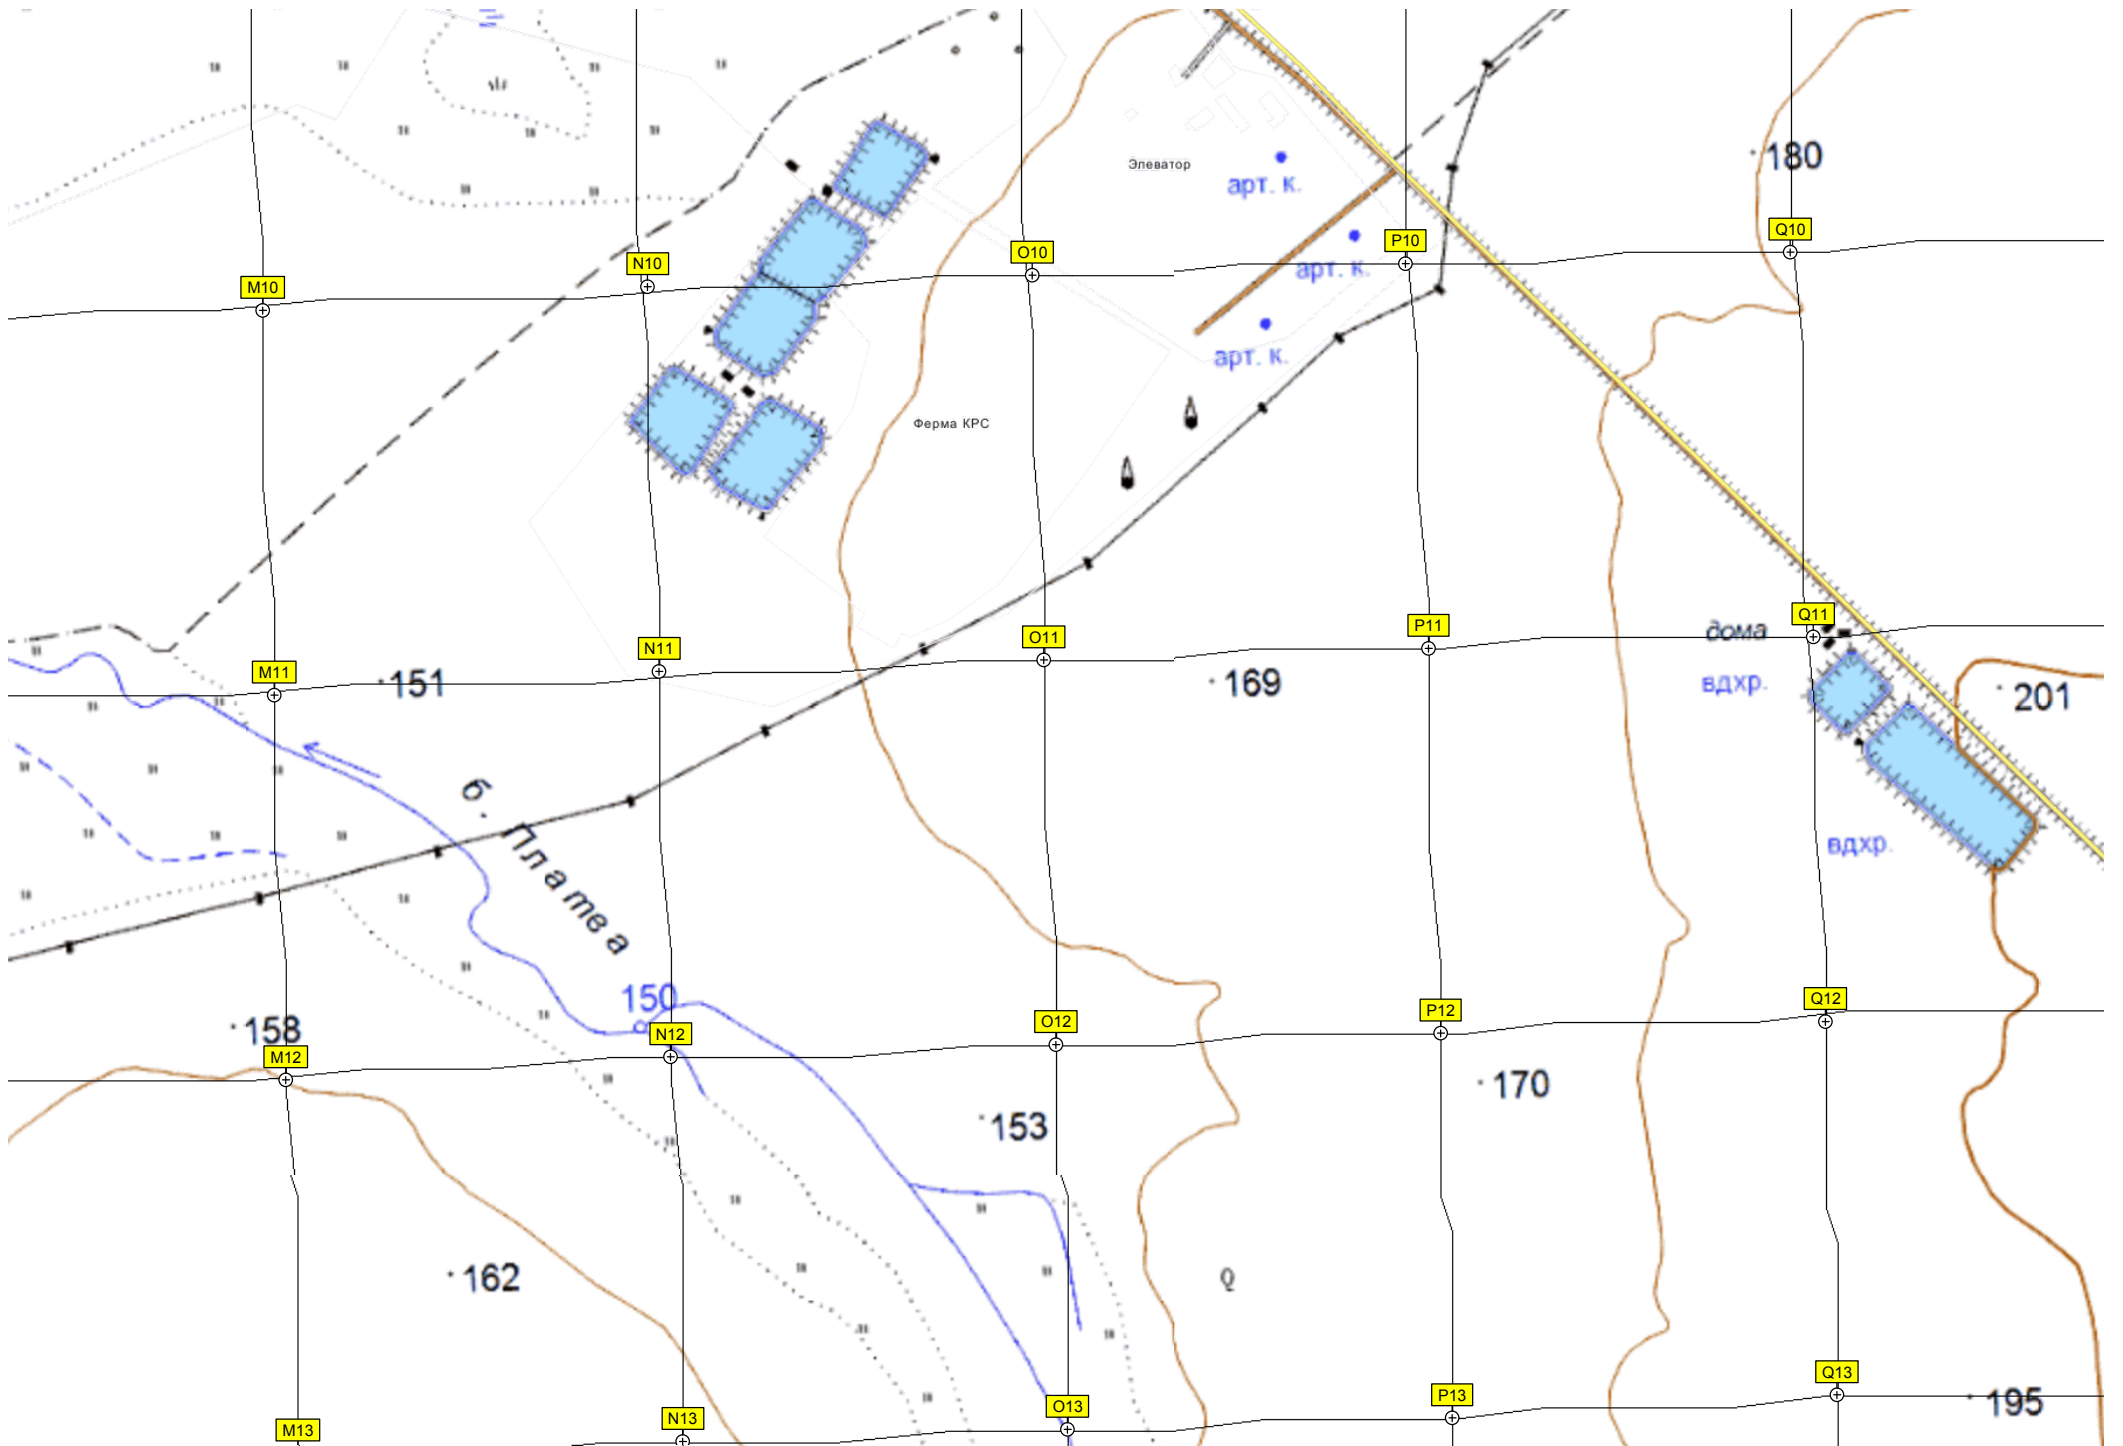 180
Элеватор
арт. к.
Q10
P10
O10
N10
арт. к.
M10
арт. к.
Ферма КРС
Q11
P11
дома
O11
N11
M11
151
169
вдхр.
201
б. Платва
вдхр.
150
Q12
P12
O12
158
N12
M12
170
153
162
Q
Q13
P13
195
O13
N13
M13